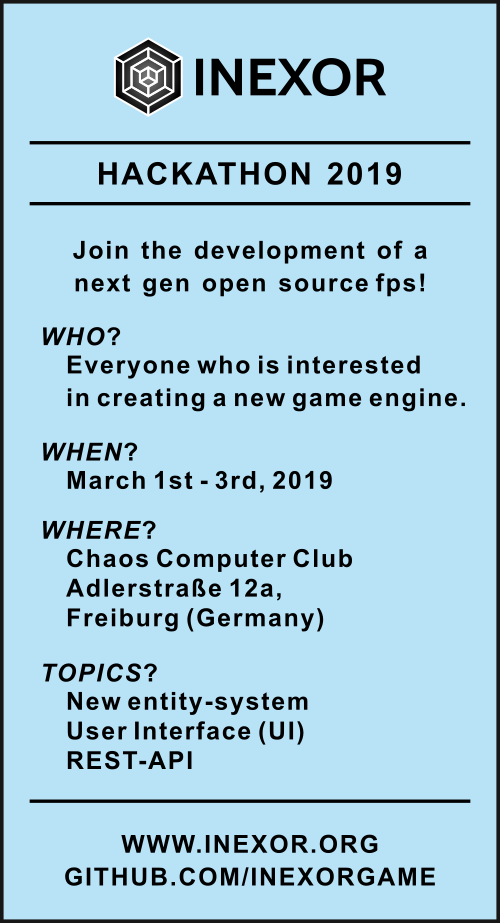 INEXOR
HACKATHON 2019
Join the development of a
next gen open source fps!
WHO?
Everyone who is interested
in creating a new game engine.
WHEN?
March 1st - 3rd, 2019
WHERE?
Chaos Computer Club
Adlerstraße 12a,
Freiburg (Germany)
TOPICS?
New entity-system
User Interface (UI)
REST-API
WWW.INEXOR.ORG
GITHUB.COM/INEXORGAME